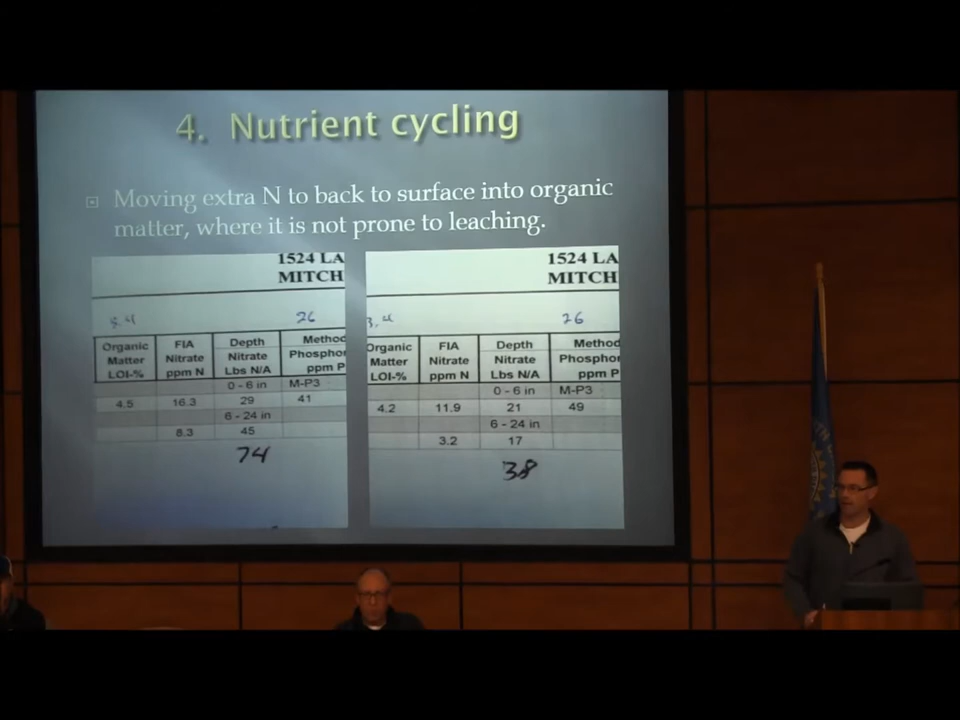 4. Nutrient cycling
Moving extra N to back to surface into organic
matter, where it is not prone to leaching.
1524 LA
MITCH
26
Organic Matter LOI-% FIA Nitrate ppm N Depth Nitrate Lbs N/A Method Phosphor ppm P
0 - 6 in M-P3
4.5 16.3 29 41
6 - 24 in
8.3 45
74
1524 LA
MITCH
3.4 26
Organic Matter LOI-% FIA Nitrate ppm N Depth Nitrate Lbs N/A Method Phosphor ppm P
0 - 6 in M-P3
4.2 11.9 21 49
6 - 24 in
3.2 17
38